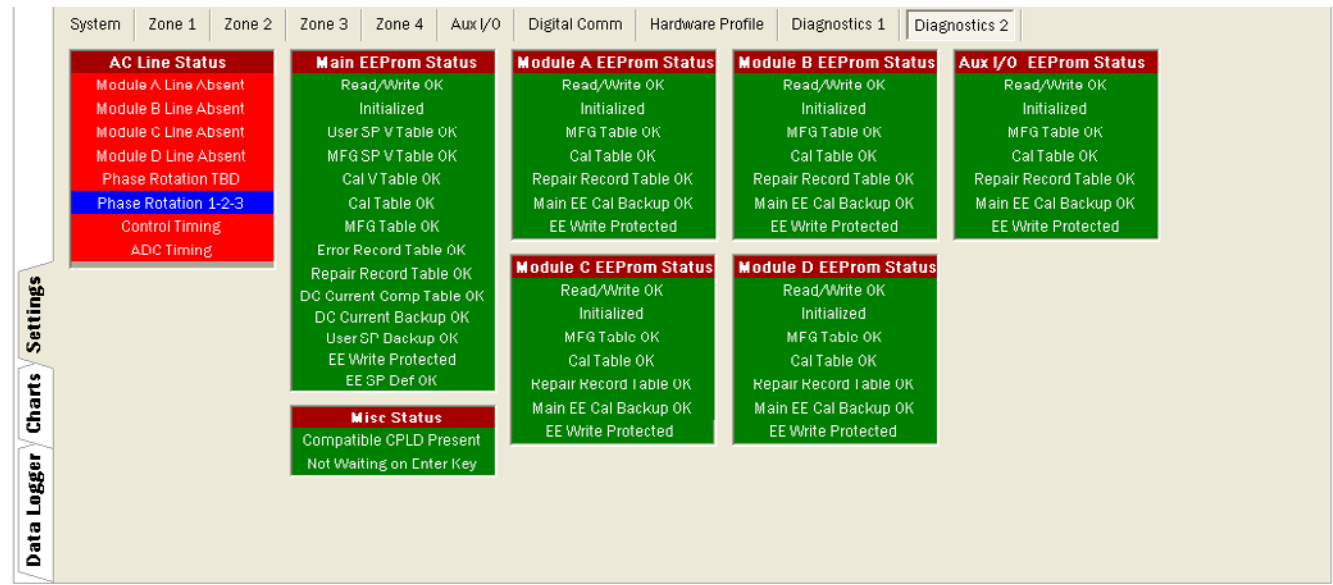 System Zone 1 Zone 2 Zone 3 Zone 4 Aux I/O Digital Comm Hardware Profile Diagnostics 1 Diagnostics 2
AC Line Status
Module A Line Absent
Module B Line Absent
Module C Line Absent
Module D Line Absent
Phase Rotation TBD
Phase Rotation 1-2-3
Control Timing
ADC Timing
Main EEProm Status
Read/Write OK
Initialized
User SP V Table OK
MFG SP V Table OK
Cal V Table OK
Cal Table OK
MFG Table OK
Error Record Table OK
Repair Record Table OK
DC Current Comp Table OK
DC Current Backup OK
User SP Backup OK
EE Write Protected
EE SP Def OK
Misc Status
Compatible CPLD Present
Not Waiting on Enter Key
Module A EEProm Status
Read/Write OK
Initialized
MFG Table OK
Cal Table OK
Repair Record Table OK
Main EE Cal Backup OK
EE Write Protected
Module C EEProm Status
Read/Write OK
Initialized
MFG Table OK
Cal Table OK
Repair Record Table OK
Main EE Cal Backup OK
EE Write Protected
Module B EEProm Status
Read/Write OK
Initialized
MFG Table OK
Cal Table OK
Repair Record Table OK
Main EE Cal Backup OK
EE Write Protected
Module D EEProm Status
Read/Write OK
Initialized
MFG Table OK
Cal Table OK
Repair Record Table OK
Main EE Cal Backup OK
EE Write Protected
Aux I/O EEProm Status
Read/Write OK
Initialized
MFG Table OK
Cal Table OK
Repair Record Table OK
Main EE Cal Backup OK
EE Write Protected
Settings
Charts
Data Logger